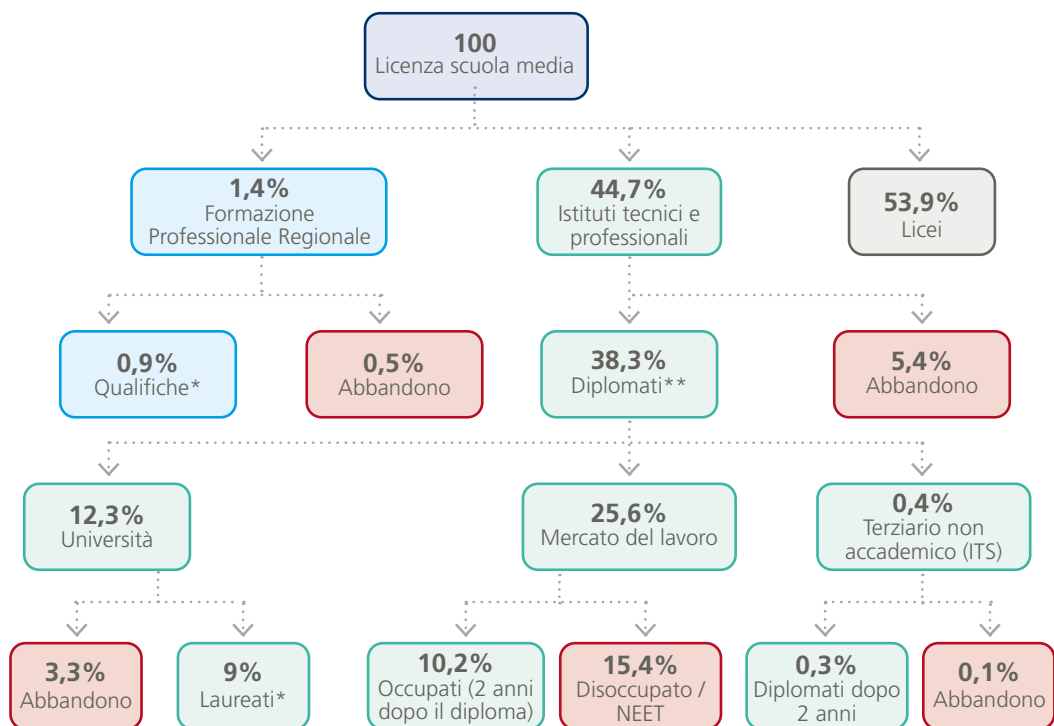 100
Licenza scuola media
1,4%
Formazione
Professionale Regionale
44,7%
Istituti tecnici e
professionali
53,9%
Licei
0,9%
Qualifiche*
0,5%
Abbandono
38,3%
Diplomati**
5,4%
Abbandono
12,3%
Università
25,6%
Mercato del lavoro
0,4%
Terziario non
accademico (ITS)
3,3%
Abbandono
9%
Laureati*
10,2%
Occupati (2 anni
dopo il diploma)
15,4%
Disoccupato /
NEET
0,3%
Diplomati dopo
2 anni
0,1%
Abbandono